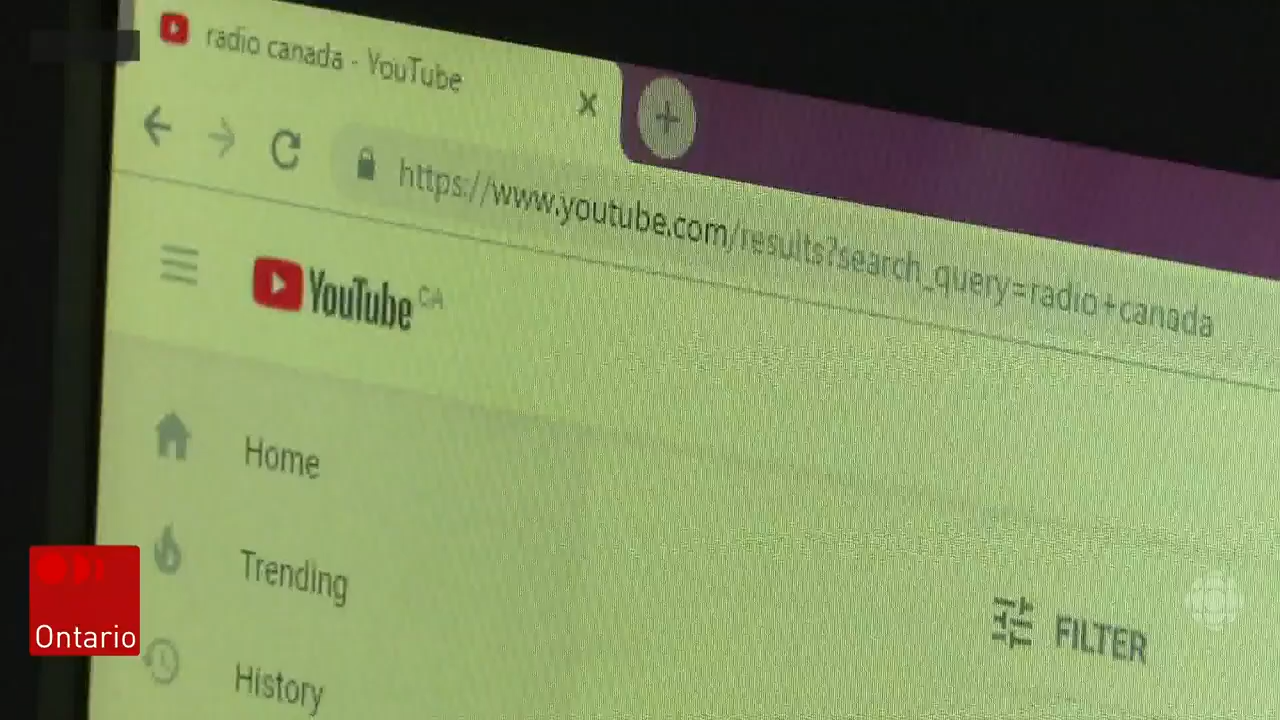 radio canada - YouTube
https://www.youtube.com/results?search_query=radio+canada
YouTube CA
Home
Trending
History
FILTER
Ontario